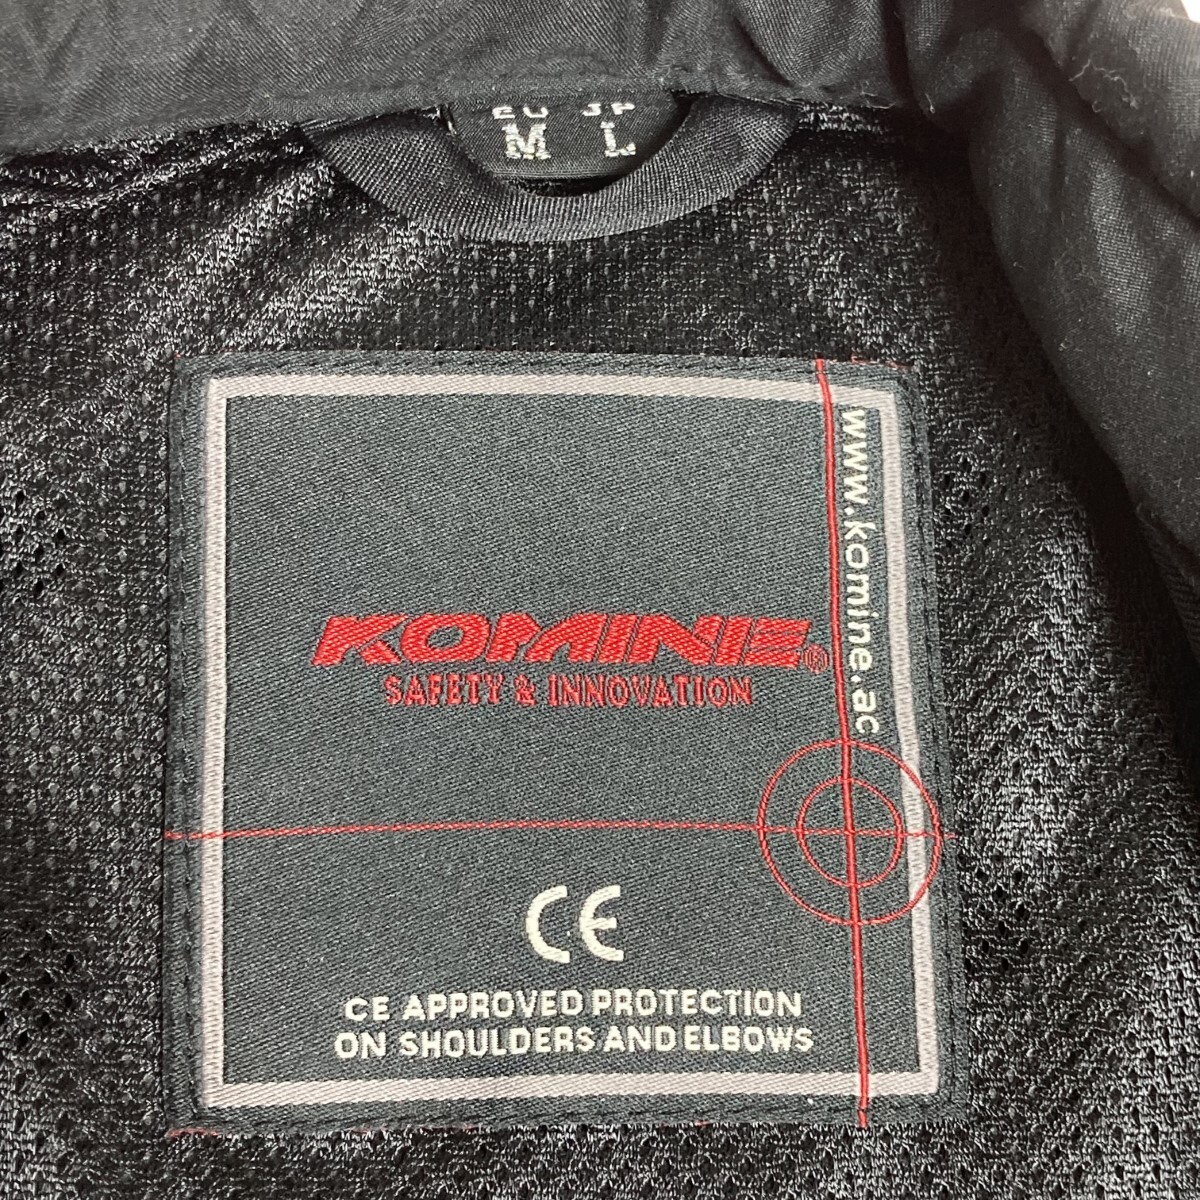 EU JP
M L
www.komine.ac
KOMINE®
SAFETY & INNOVATION
CE
CE APPROVED PROTECTION
ON SHOULDERS AND ELBOWS